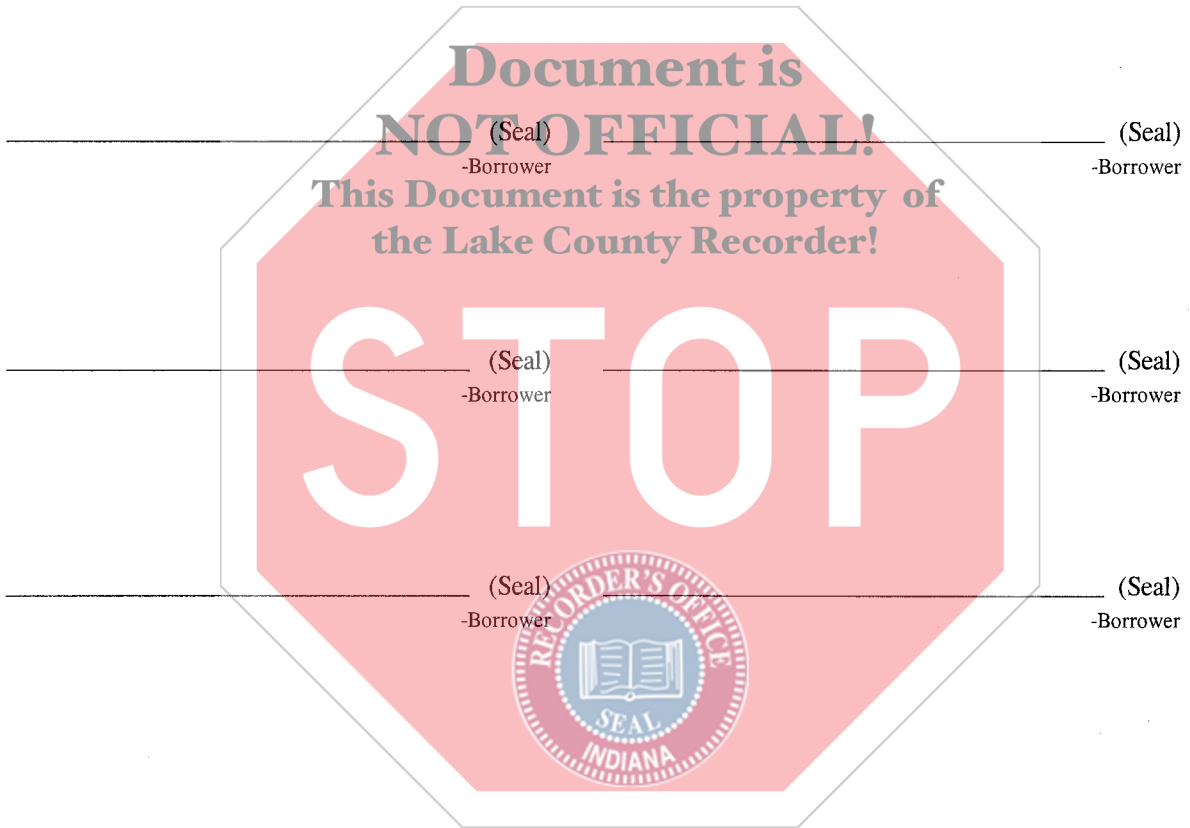 Document is
NOT OFFICIAL!
(Seal) (Seal)
-Borrower -Borrower
This Document is the property of
the Lake County Recorder!
STOP
(Seal) (Seal)
-Borrower -Borrower
(Seal) (Seal)
-Borrower -Borrower
RECORDER'S OFFICE
SEAL
INDIANA